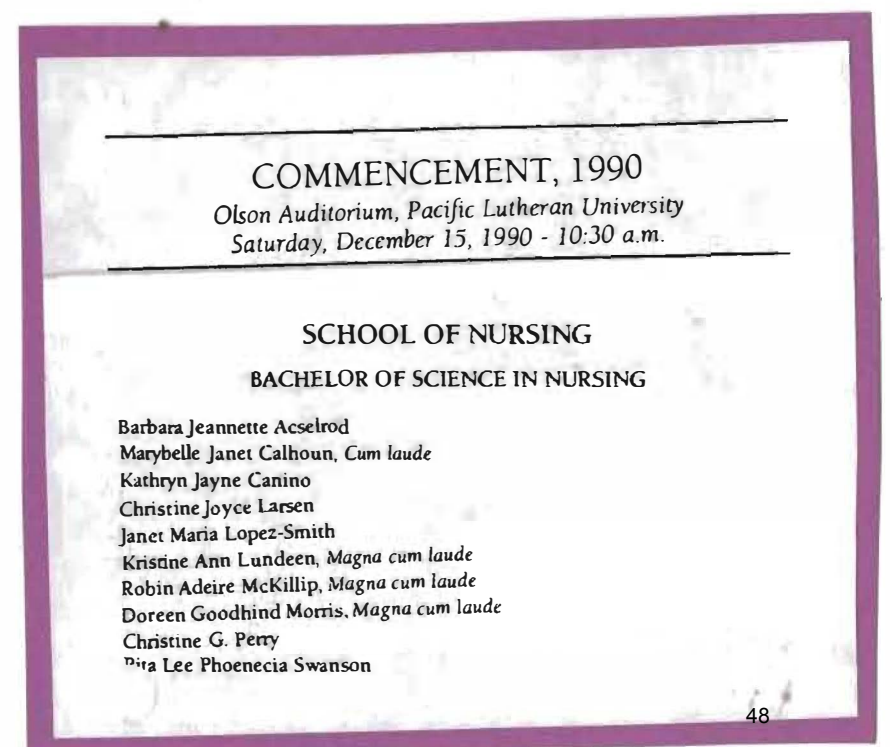 COMMENCEMENT, 1990
Olson Auditorium, Pacific Lutheran University
Saturday, December 15, 1990 - 10:30 a.m.
SCHOOL OF NURSING
BACHELOR OF SCIENCE IN NURSING
Barbara Jeannette Acselrod
Marybelle Janet Calhoun, Cum laude
Kathryn Jayne Canino
Christine Joyce Larsen
Janet Maria Lopez-Smith
Kristine Ann Lundeen, Magna cum laude
Robin Adeire McKillip, Magna cum laude
Doreen Goodhind Morris, Magna cum laude
Christine G. Perry
Lee Phoenecia Swanson
48